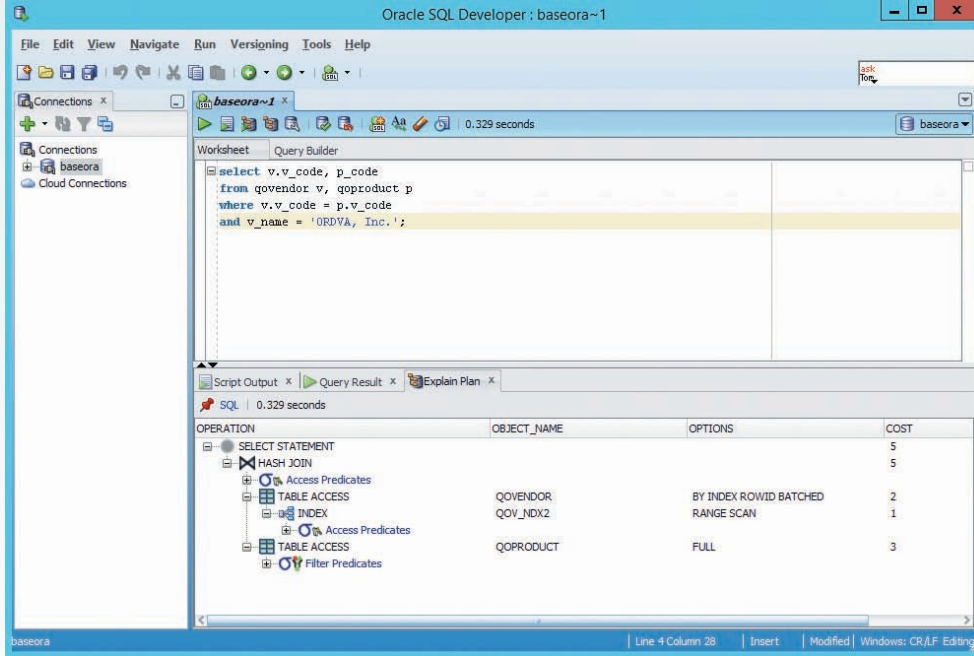 Oracle SQL Developer : baseora~1
File Edit View Navigate Run Versioning Tools Help
SQL
ask
Tom
Connections x
baseora~1 x
0.329 seconds
baseora
Connections
baseora
Cloud Connections
Worksheet Query Builder
select v.v_code, p_code
from qovendor v, qoproduct p
where v.v_code = p.v_code
and v_name = 'ORDVA, Inc.';
Script Output x Query Result x Explain Plan x
SQL | 0.329 seconds
OPERATION OBJECT_NAME OPTIONS COST
SELECT STATEMENT 5
HASH JOIN 5
Access Predicates
TABLE ACCESS QOVENDOR BY INDEX ROWID BATCHED 2
INDEX QOV_NDX2 RANGE SCAN 1
Access Predicates
TABLE ACCESS QOPRODUCT FULL 3
Filter Predicates
baseora | Line 4 Column 28 | Insert | Modified | Windows: CR/LF Editing